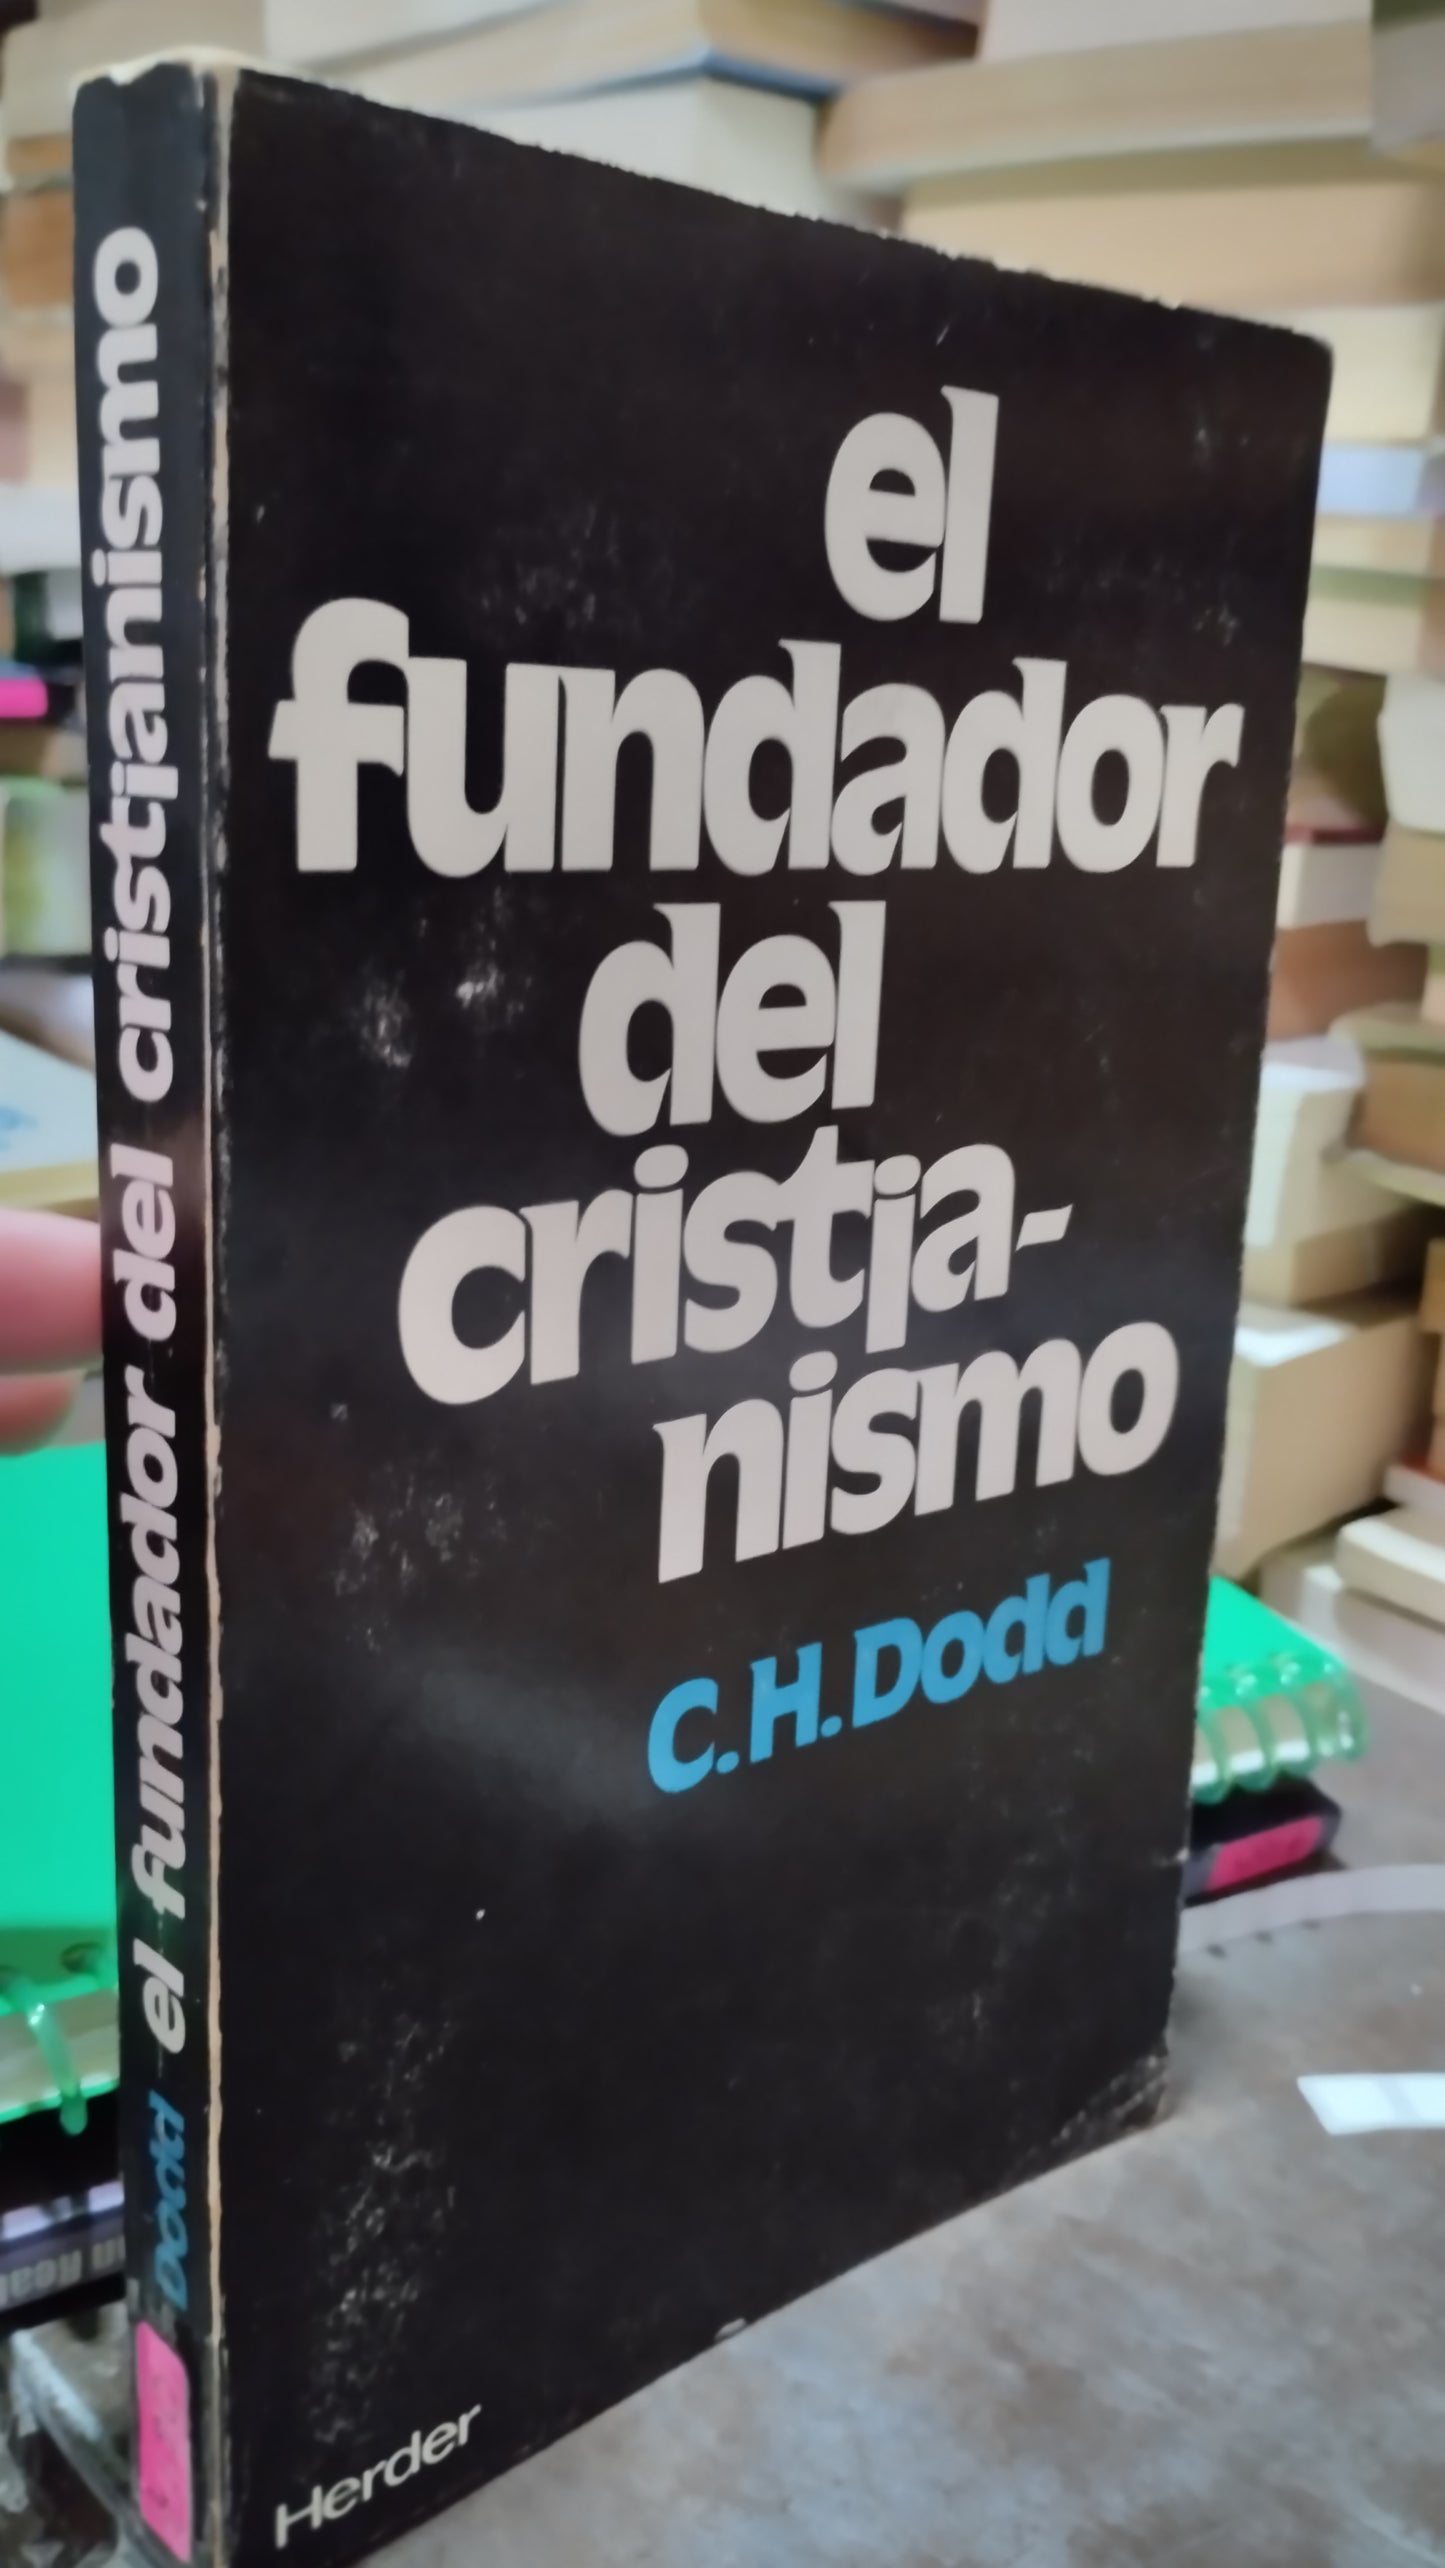 el
fundador
del
cristia-
nismo
C.H.Dodd
Herder
Dodd el fundador del cristianismo